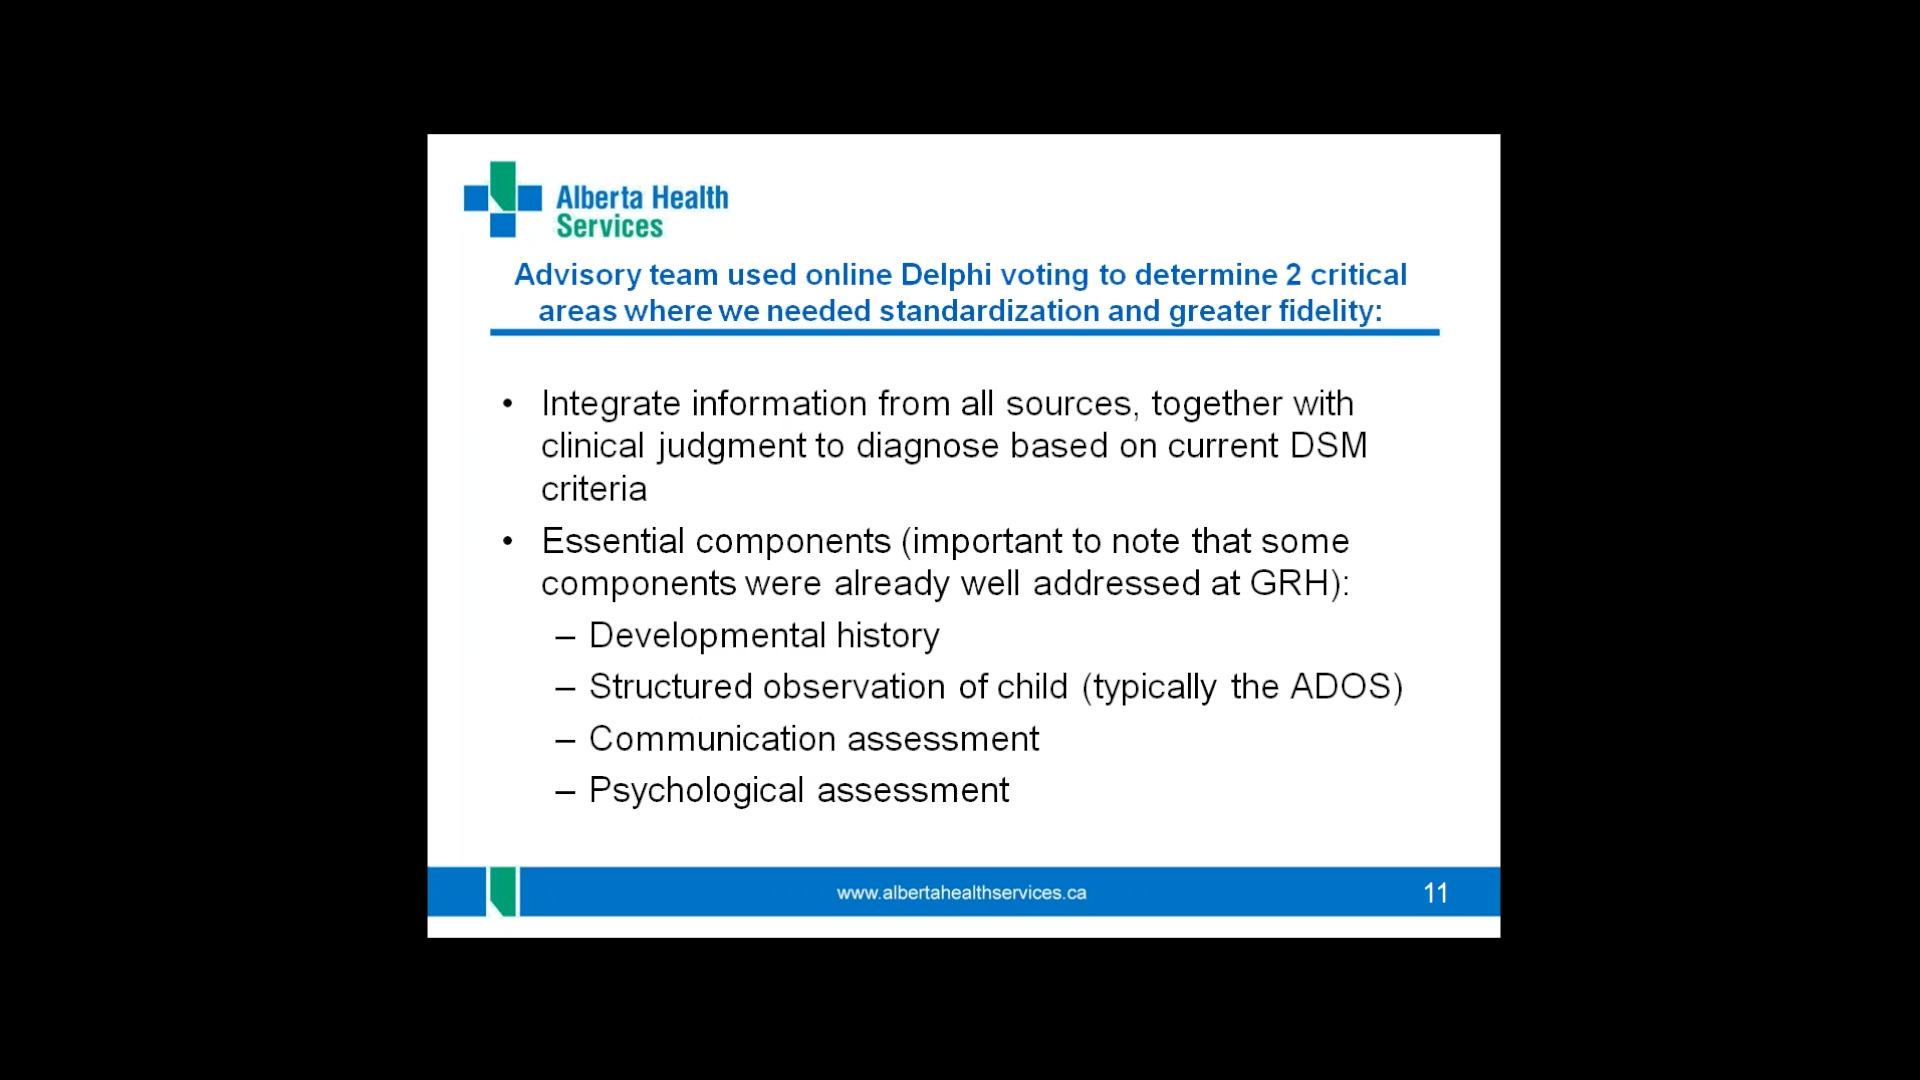 Alberta Health
Services
Advisory team used online Delphi voting to determine 2 critical
areas where we needed standardization and greater fidelity:
• Integrate information from all sources, together with
clinical judgment to diagnose based on current DSM
criteria
• Essential components (important to note that some
components were already well addressed at GRH):
– Developmental history
– Structured observation of child (typically the ADOS)
– Communication assessment
– Psychological assessment
www.albertahealthservices.ca
11